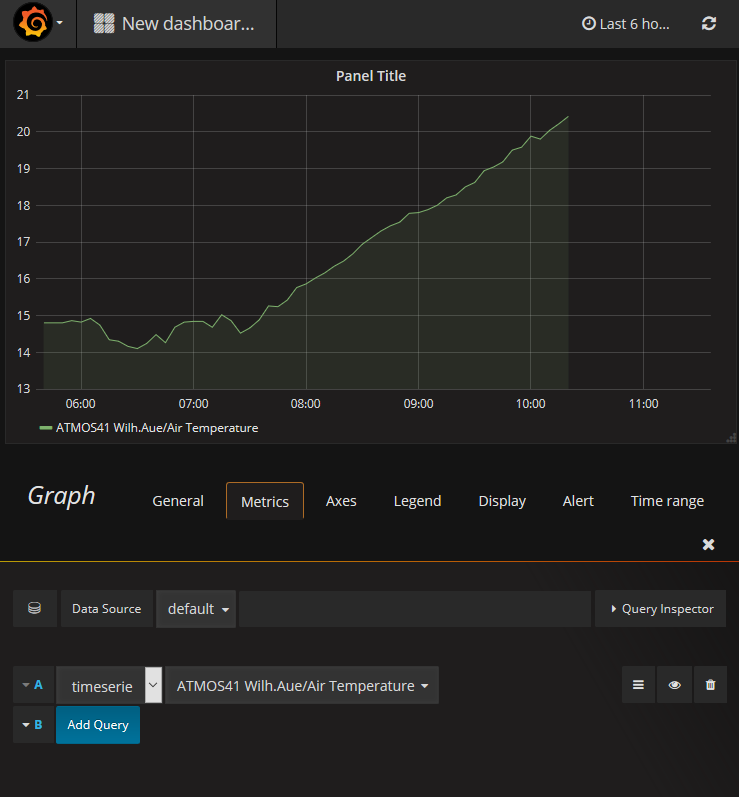 New dashboar...
Last 6 ho...
Panel Title
21
20
19
18
17
16
15
14
13
06:00 07:00 08:00 09:00 10:00 11:00
ATMOS41 Wilh.Aue/Air Temperature
Graph
General Metrics Axes Legend Display Alert Time range
Data Source default Query Inspector
A timeserie ATMOS41 Wilh.Aue/Air Temperature
B Add Query